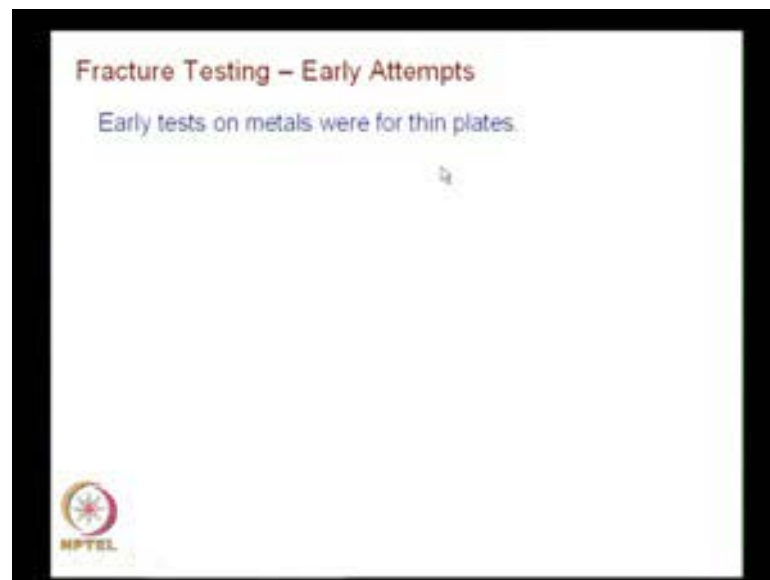 Fracture Testing – Early Attempts
Early tests on metals were for thin plates.
NPTEL